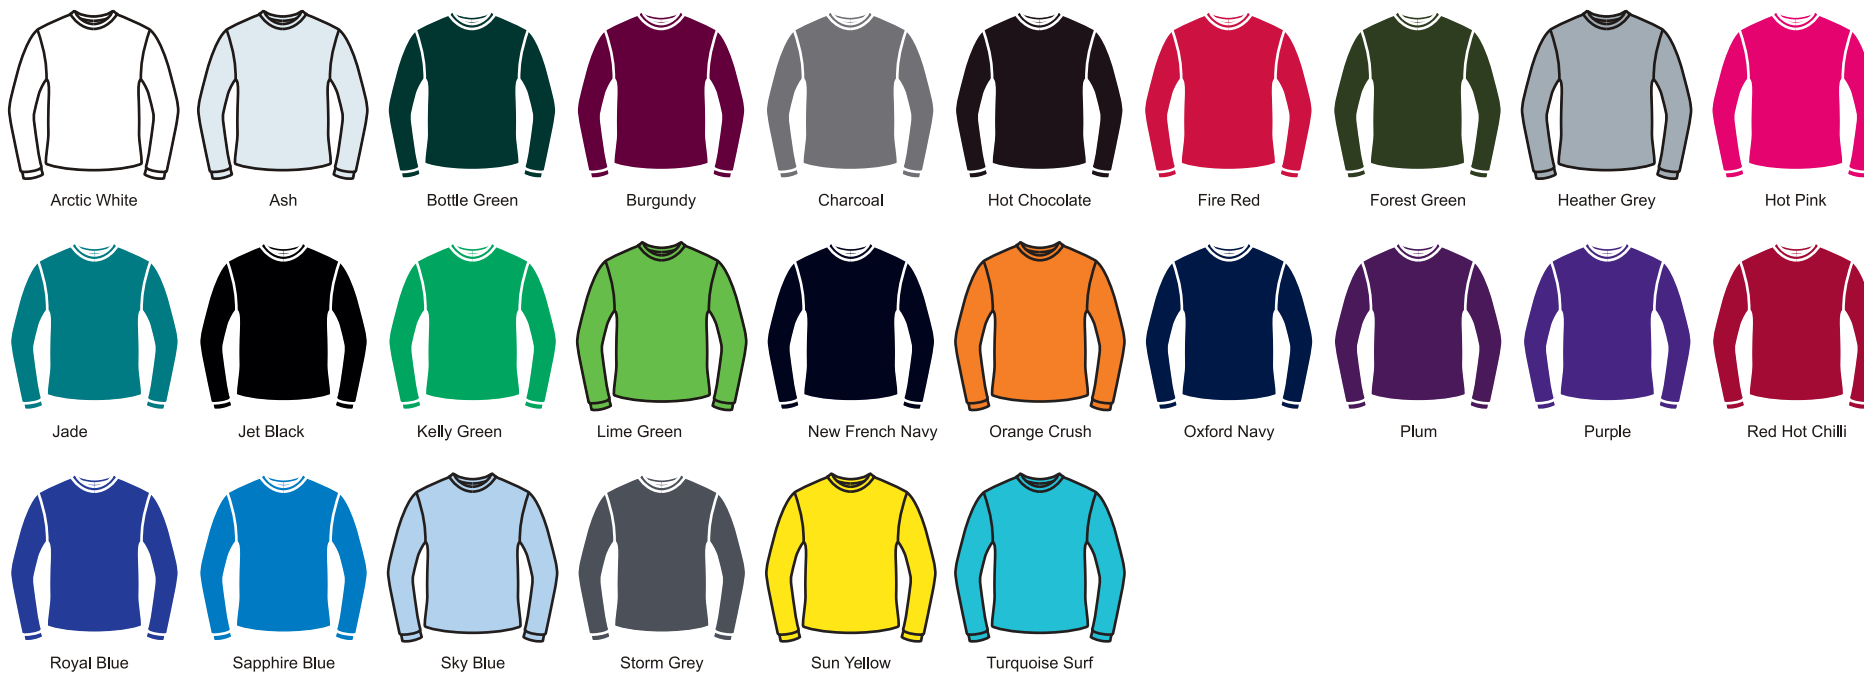 Arctic White
Ash
Bottle Green
Burgundy
Charcoal
Hot Chocolate
Fire Red
Forest Green
Heather Grey
Hot Pink
Jade
Jet Black
Kelly Green
Lime Green
New French Navy
Orange Crush
Oxford Navy
Plum
Purple
Red Hot Chilli
Royal Blue
Sapphire Blue
Sky Blue
Storm Grey
Sun Yellow
Turquoise Surf